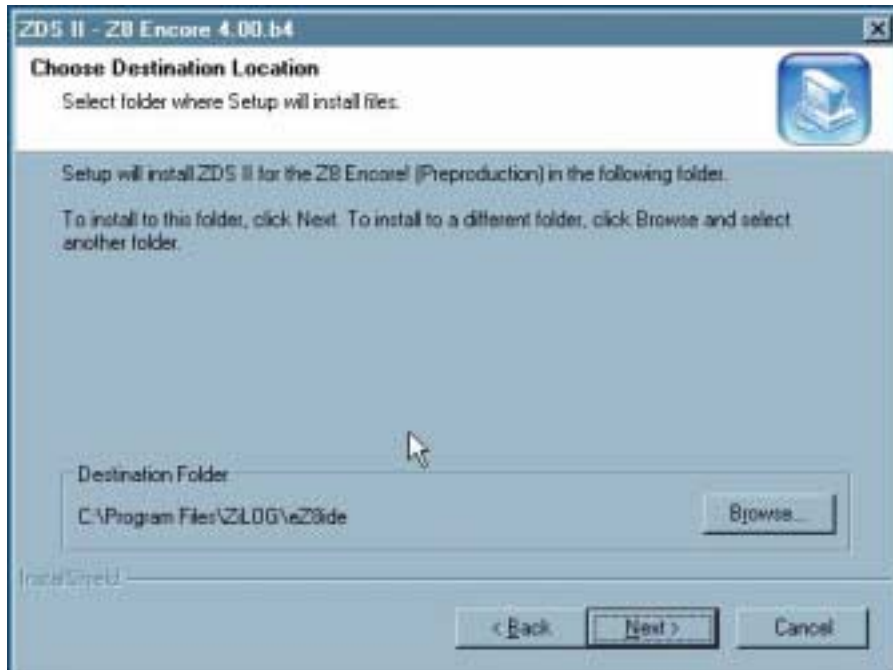 ZDS II - Z8 Encore 4.00.b4
Choose Destination Location
Select folder where Setup will install files.
Setup will install ZDS II for the Z8 Encore! (Preproduction) in the following folder.
To install to this folder, click Next. To install to a different folder, click Browse and select
another folder.
Destination Folder
C:\Program Files\ZiLOG\eZ8ide
Browse...
InstallShield
< Back
Next >
Cancel